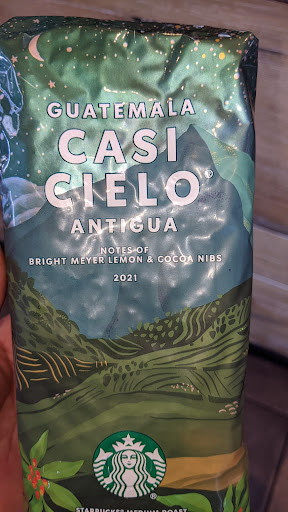 GUATEMALA
CASI
CIELO®
ANTIGUA
NOTES OF
BRIGHT MEYER LEMON & COCOA NIBS
2021
STARBUCKS® MEDIUM ROAST